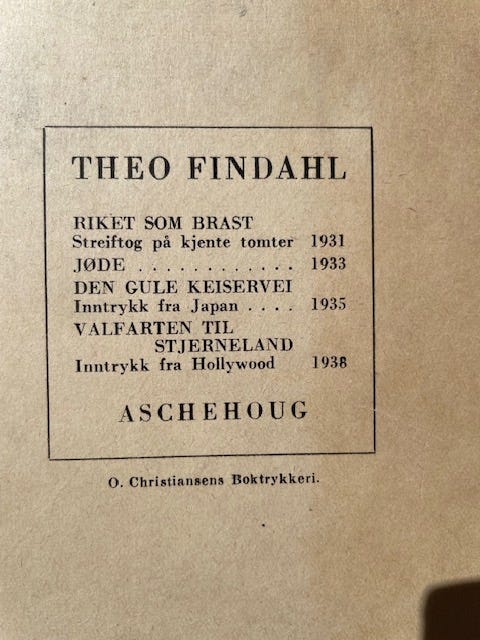 THEO FINDAHL
RIKET SOM BRAST
Streiftog på kjente tomter 1931
JØDE . . . . . . . . . . . . 1933
DEN GULE KEISERVEI
Inntrykk fra Japan . . . . 1935
VALFARTEN TIL
STJERNELAND
Inntrykk fra Hollywood 1938
ASCHEHOUG
O. Christiansens Boktrykkeri.